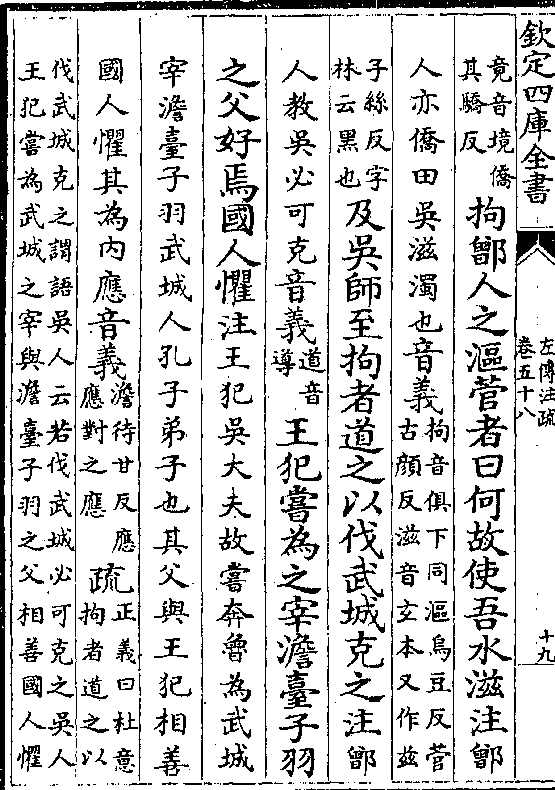 欽定四庫全書
左傳注疏
卷五十八
十九
竟音境僑
其驕反
拘鄫人之漚菅者曰何故使吾水滋注鄫
人亦僑田吳滋濁也音義
拘音俱下同漚烏豆反菅
古顔反滋音玄本又作兹
子絲反字
林云黑也
及吳師至拘者道之以伐武城克之注鄫
人教吳必可克音義
道音
導
王犯嘗為之宰澹臺子羽
之父好焉國人懼注王犯吳大夫故嘗奔魯為武城
宰澹臺子羽武城人孔子弟子也其父與王犯相善
國人懼其為内應音義
澹待甘反應
應對之應
疏
正義曰杜意
拘者道之以
伐武城克之謂語吳人云若伐武城必可克之吳人
王犯嘗為武城之宰與澹臺子羽之父相善國人懼